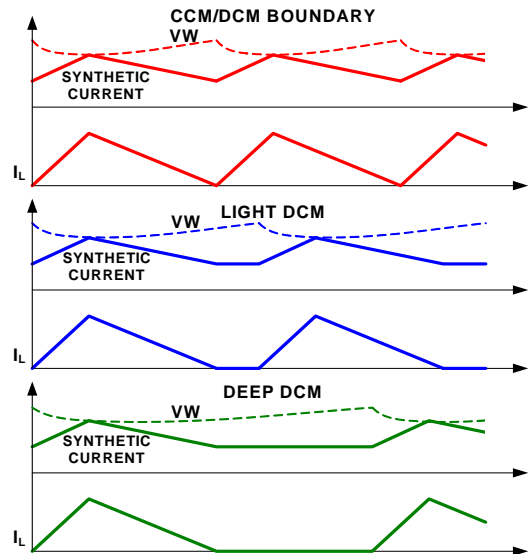 CCM/DCM BOUNDARY
VW
SYNTHETIC
CURRENT
IL
LIGHT DCM
VW
SYNTHETIC
CURRENT
IL
DEEP DCM
VW
SYNTHETIC
CURRENT
IL